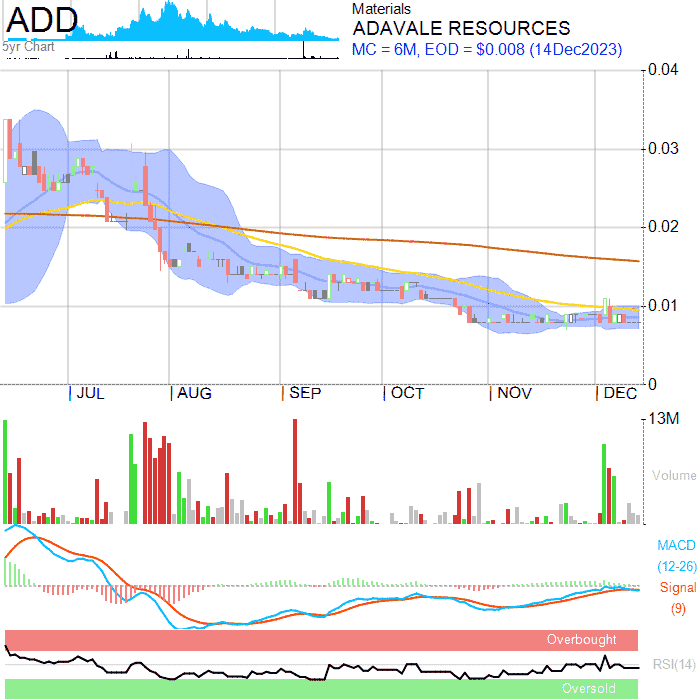 ADD
5yr Chart
Materials
ADAVALE RESOURCES
MC = 6M, EOD = $0.008 (14Dec2023)
0.04
0.03
0.02
0.01
0
JUL
AUG
SEP
OCT
NOV
DEC
13M
Volume
MACD
(12-26)
Signal
(9)
Overbought
RSI(14)
Oversold